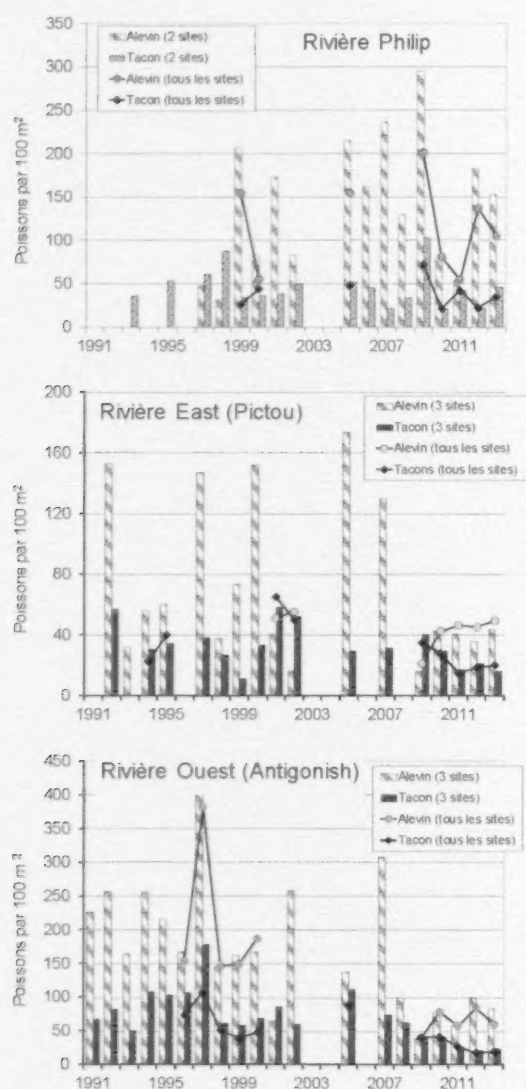 Rivière Philip
Alevin (2 sites)
Tacon (2 sites)
Alevin (tous les sites)
Tacon (tous les sites)
Poissons par 100 m²
350
300
250
200
150
100
50
0
1991 1995 1999 2003 2007 2011
Rivière East (Pictou)
Alevin (3 sites)
Tacon (3 sites)
Alevin (tous les sites)
Tacons (tous les sites)
Poissons par 100 m²
200
160
120
80
40
0
1991 1995 1999 2003 2007 2011
Rivière Ouest (Antigonish)
Alevin (3 sites)
Tacon (3 sites)
Alevin (tous les sites)
Tacon (tous les sites)
Poissons par 100 m²
450
400
350
300
250
200
150
100
50
0
1991 1995 1999 2003 2007 2011